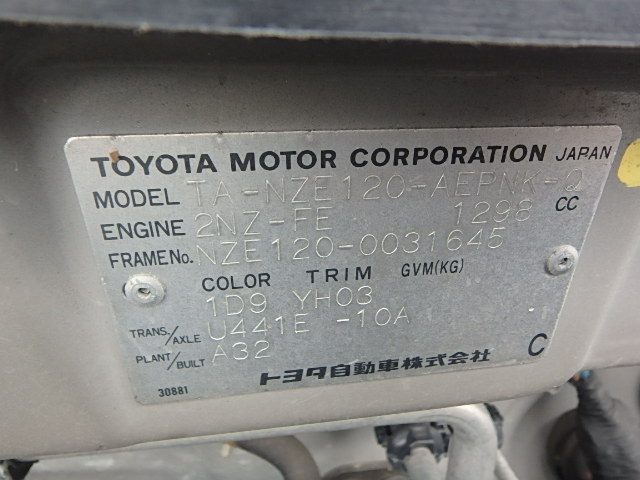 TOYOTA MOTOR CORPORATION JAPAN
MODEL TA-NZE120-AEPNK-Q
ENGINE 2NZ-FE 1298 CC
FRAME No. NZE120-0031645
COLOR TRIM GVM(KG)
1D9 YH03
TRANS./AXLE U441E -10A
PLANT/BUILT A32
トヨタ自動車株式会社 C
30881